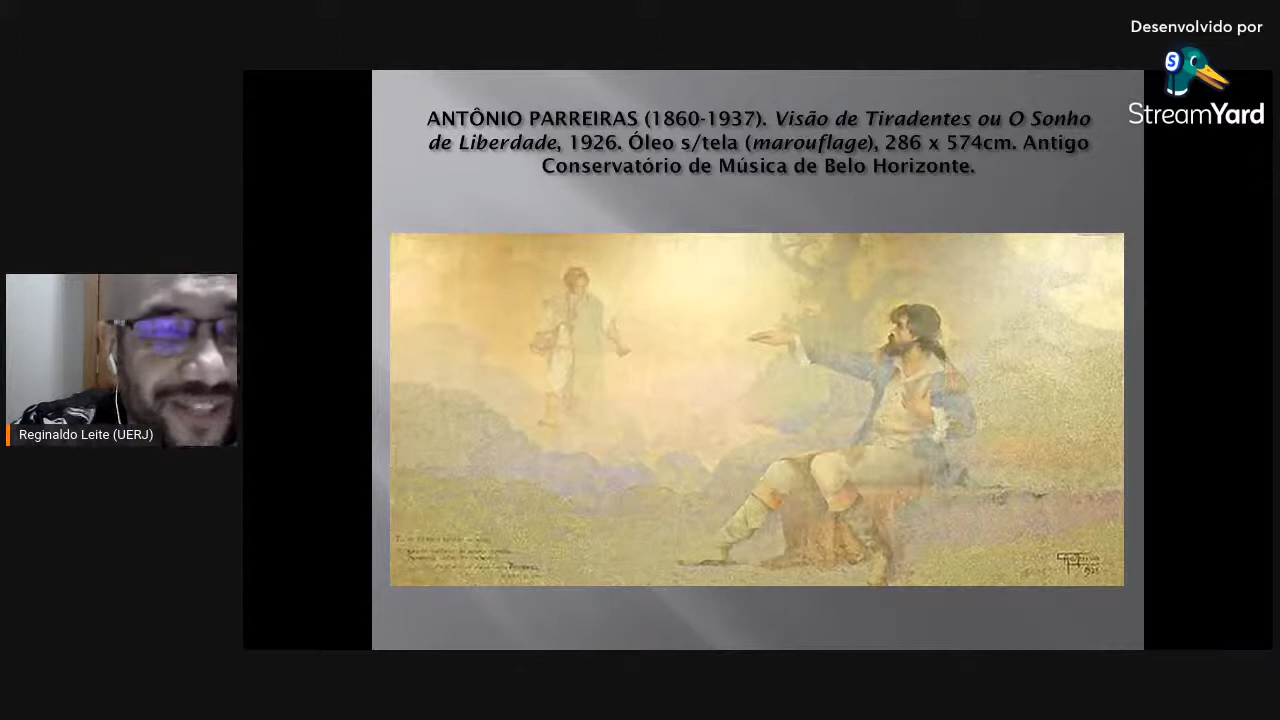 Desenvolvido por
StreamYard
ANTÔNIO PARREIRAS (1860-1937). Visão de Tiradentes ou O Sonho
de Liberdade, 1926. Óleo s/tela (marouflage), 286 x 574cm. Antigo
Conservatório de Música de Belo Horizonte.
Reginaldo Leite (UERJ)